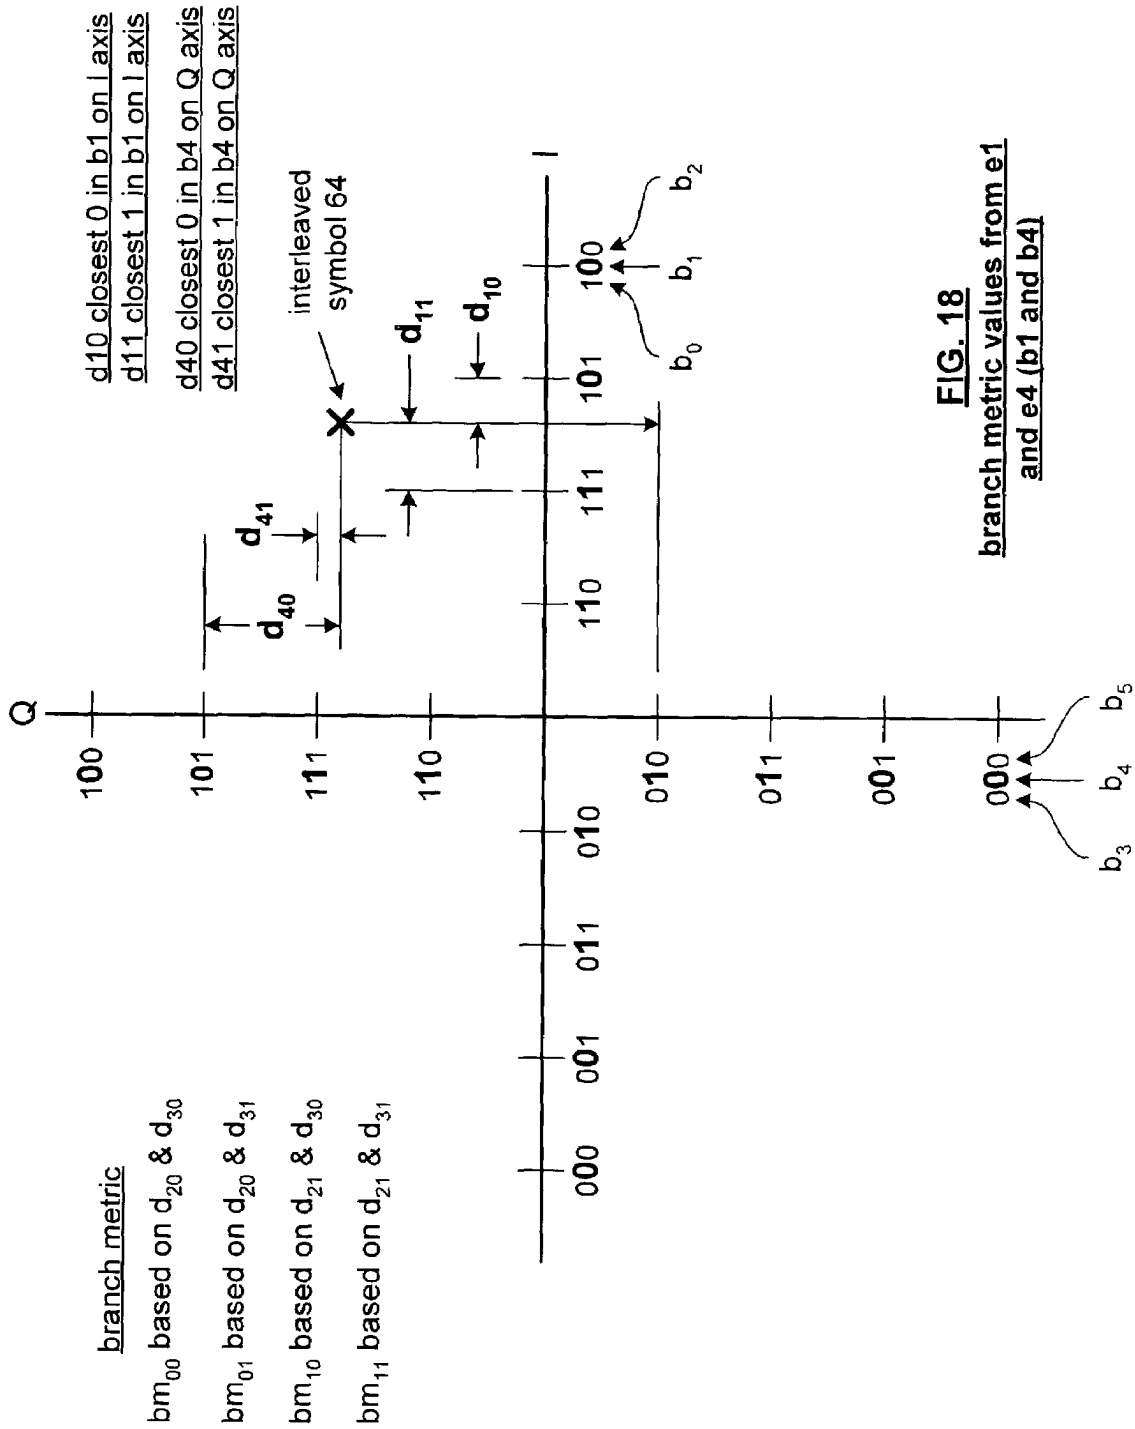 branch metric
bm00 based on d20 & d30
bm01 based on d20 & d31
bm10 based on d21 & d30
bm11 based on d21 & d31
d10 closest 0 in b1 on I axis
d11 closest 1 in b1 on I axis
d40 closest 0 in b4 on Q axis
d41 closest 1 in b4 on Q axis
interleaved
symbol 64
Q
100
101
111
110
010
011
001
000
b3
b4
b5
d40
d41
d11
d10
I
000
001
011
010
110
111
101
100
b0
b1
b2
FIG. 18
branch metric values from e1
and e4 (b1 and b4)